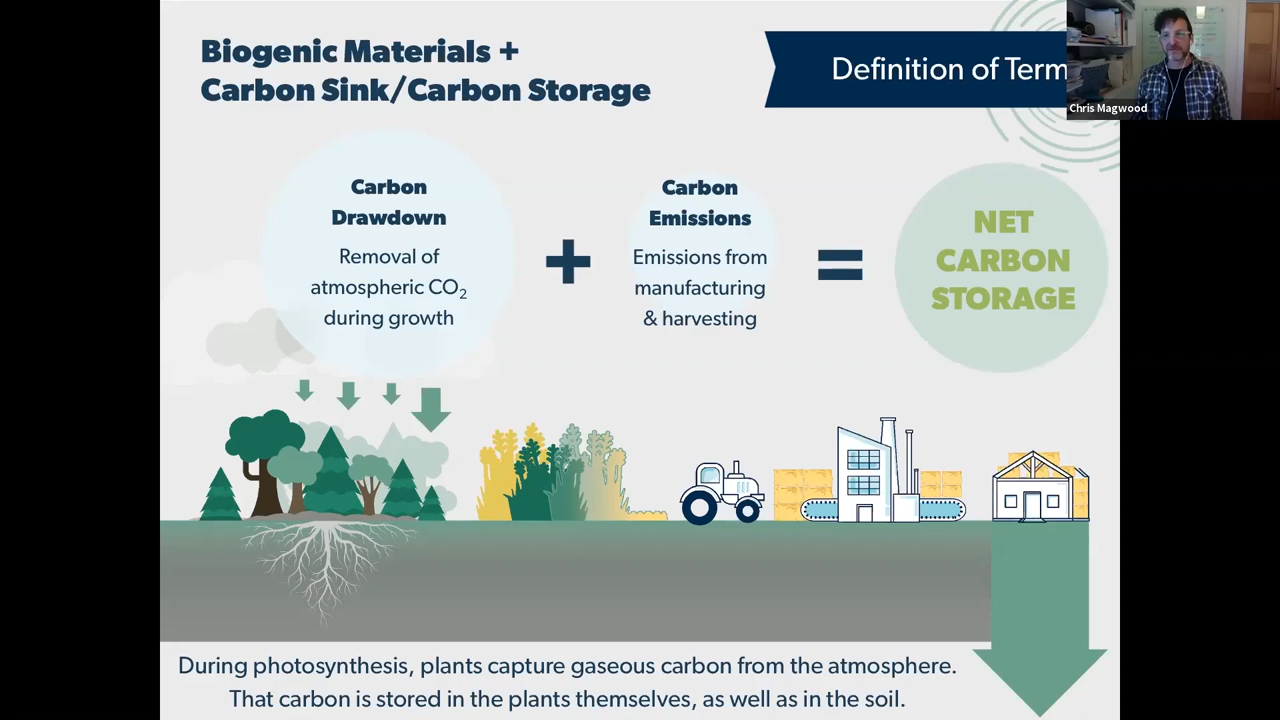 Biogenic Materials +
Carbon Sink/Carbon Storage
Definition of Term
Chris Magwood
Carbon
Drawdown
Removal of
atmospheric CO₂
during growth
+
Carbon
Emissions
Emissions from
manufacturing
& harvesting
=
NET
CARBON
STORAGE
During photosynthesis, plants capture gaseous carbon from the atmosphere.
That carbon is stored in the plants themselves, as well as in the soil.